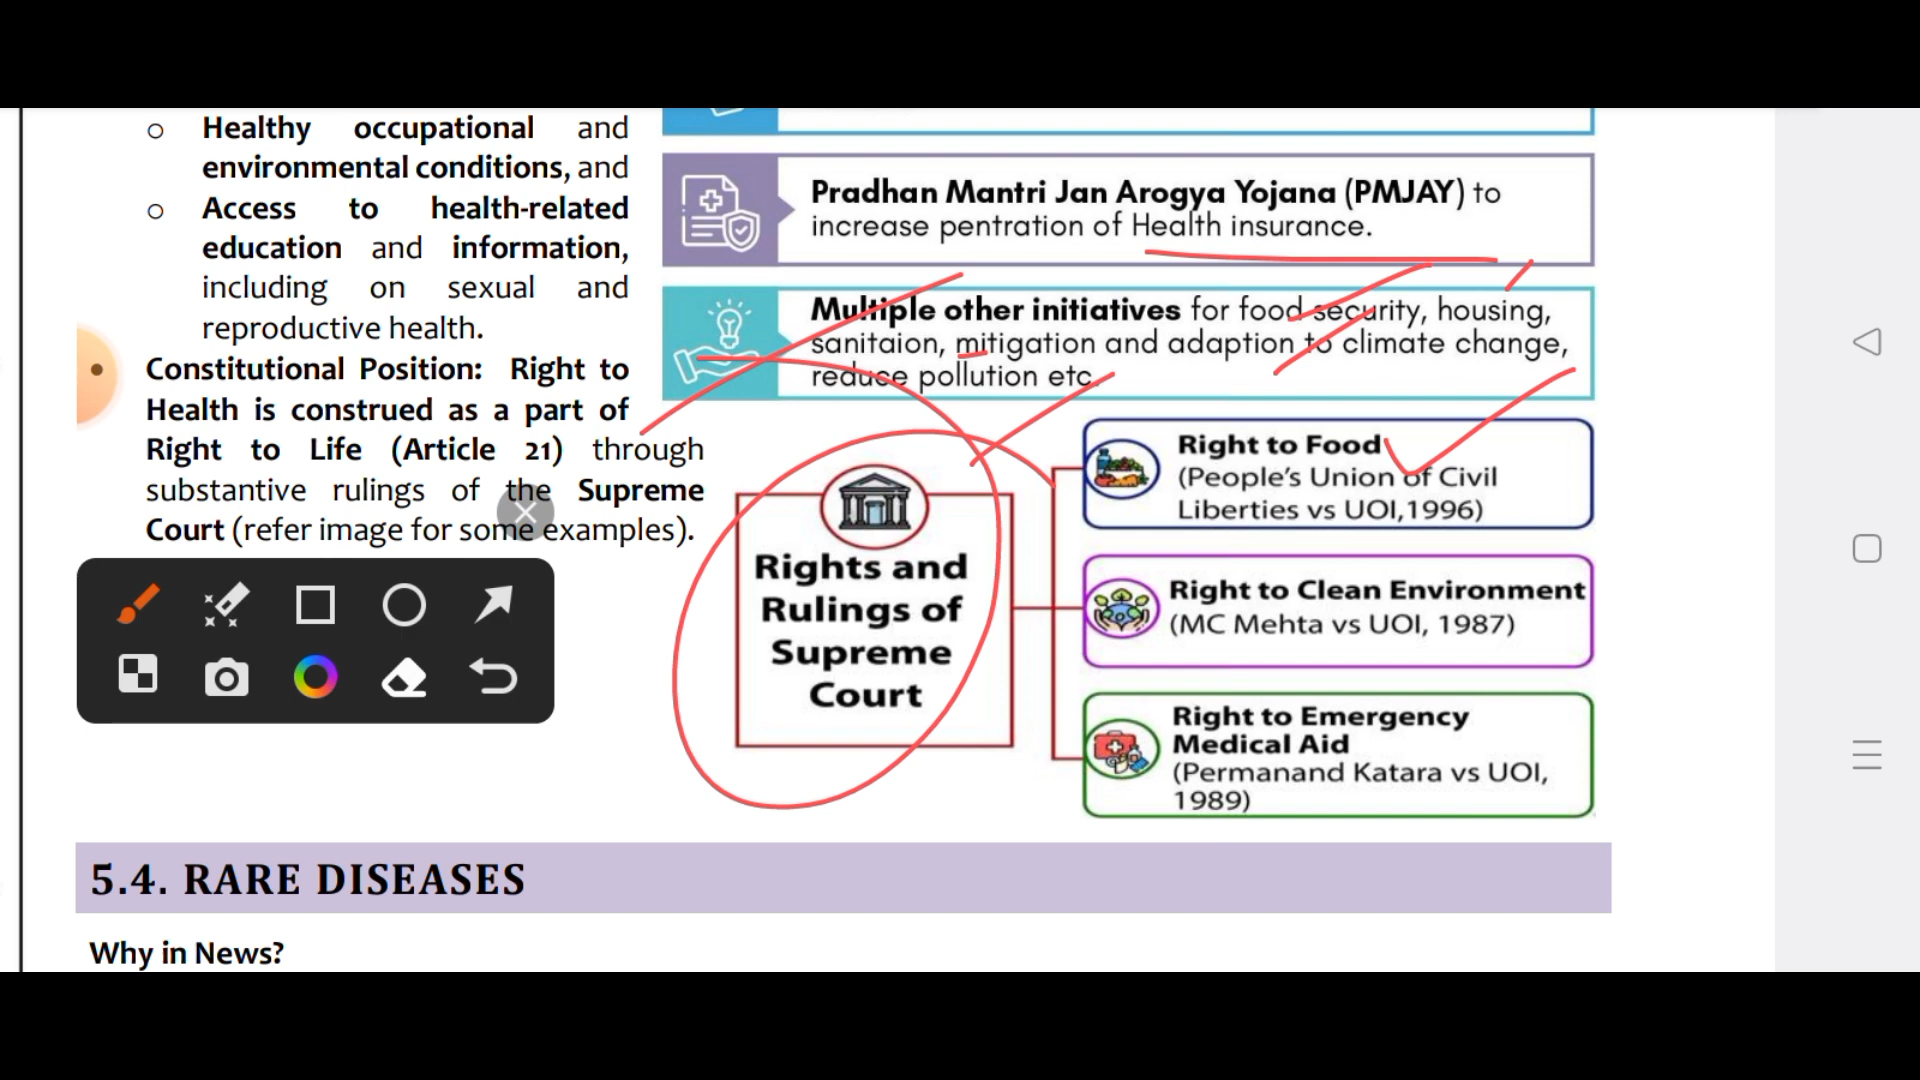 o Healthy occupational and
environmental conditions, and
o Access to health-related
education and information,
including on sexual and
reproductive health.
• Constitutional Position: Right to
Health is construed as a part of
Right to Life (Article 21) through
substantive rulings of the Supreme
Court (refer image for some examples).
Pradhan Mantri Jan Arogya Yojana (PMJAY) to
increase pentration of Health insurance.
Multiple other initiatives for food security, housing,
sanitaion, mitigation and adaption to climate change,
reduce pollution etc.
Rights and
Rulings of
Supreme
Court
Right to Food
(People's Union of Civil
Liberties vs UOI,1996)
Right to Clean Environment
(MC Mehta vs UOI, 1987)
Right to Emergency
Medical Aid
(Permanand Katara vs UOI,
1989)
5.4. RARE DISEASES
Why in News?